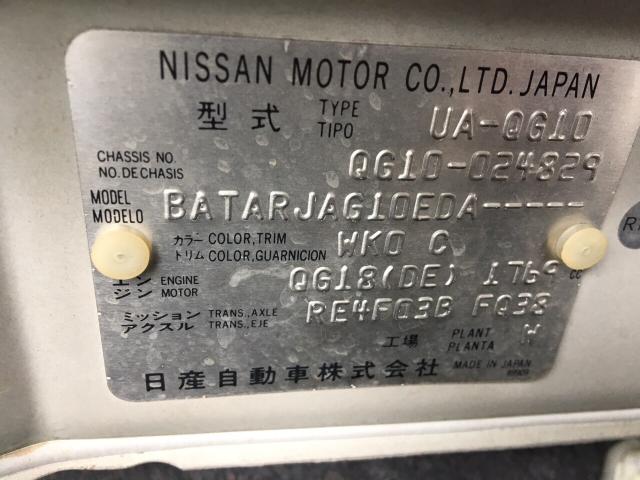 NISSAN MOTOR CO.,LTD. JAPAN
型式 TYPE TIPO UA-QG10
CHASSIS NO. NO. DE CHASIS QG10-024829
MODEL MODELO BATARJAG10EDA-----
カラー COLOR, TRIM WK0 C
トリム COLOR, GUARNICION
エンジン ENGINE MOTOR QG18(DE) 1769 cc
ミッション TRANS., AXLE RE4F03B FQ38
アクスル TRANS., EJE
工場 PLANT PLANTA H
日産自動車株式会社 MADE IN JAPAN